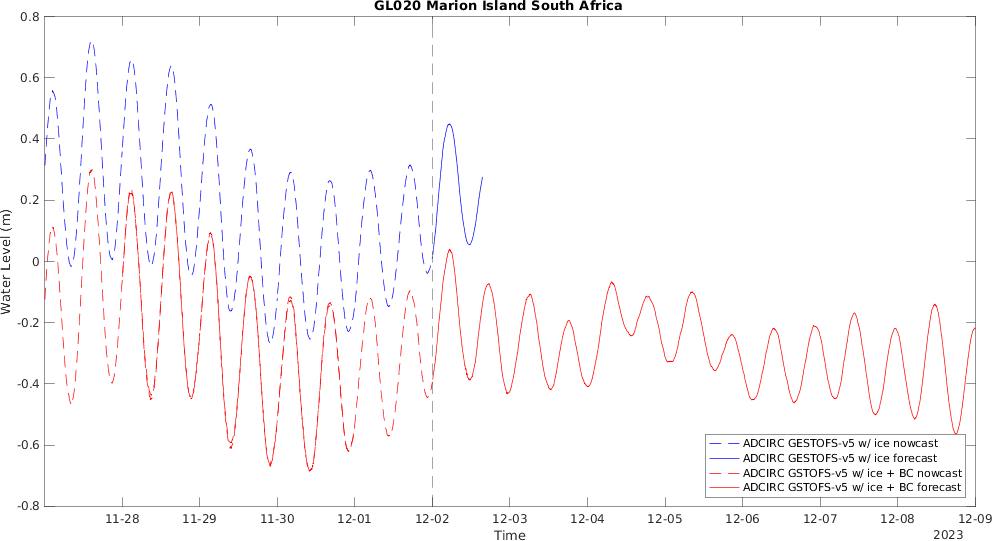 GL020 Marion Island South Africa
0.8
0.6
0.4
0.2
0
-0.2
-0.4
-0.6
-0.8
Water Level (m)
ADCIRC GESTOFS-v5 w/ ice nowcast
ADCIRC GESTOFS-v5 w/ ice forecast
ADCIRC GSTOFS-v5 w/ ice + BC nowcast
ADCIRC GSTOFS-v5 w/ ice + BC forecast
11-28 11-29 11-30 12-01 12-02 12-03 12-04 12-05 12-06 12-07 12-08 12-09
Time
2023